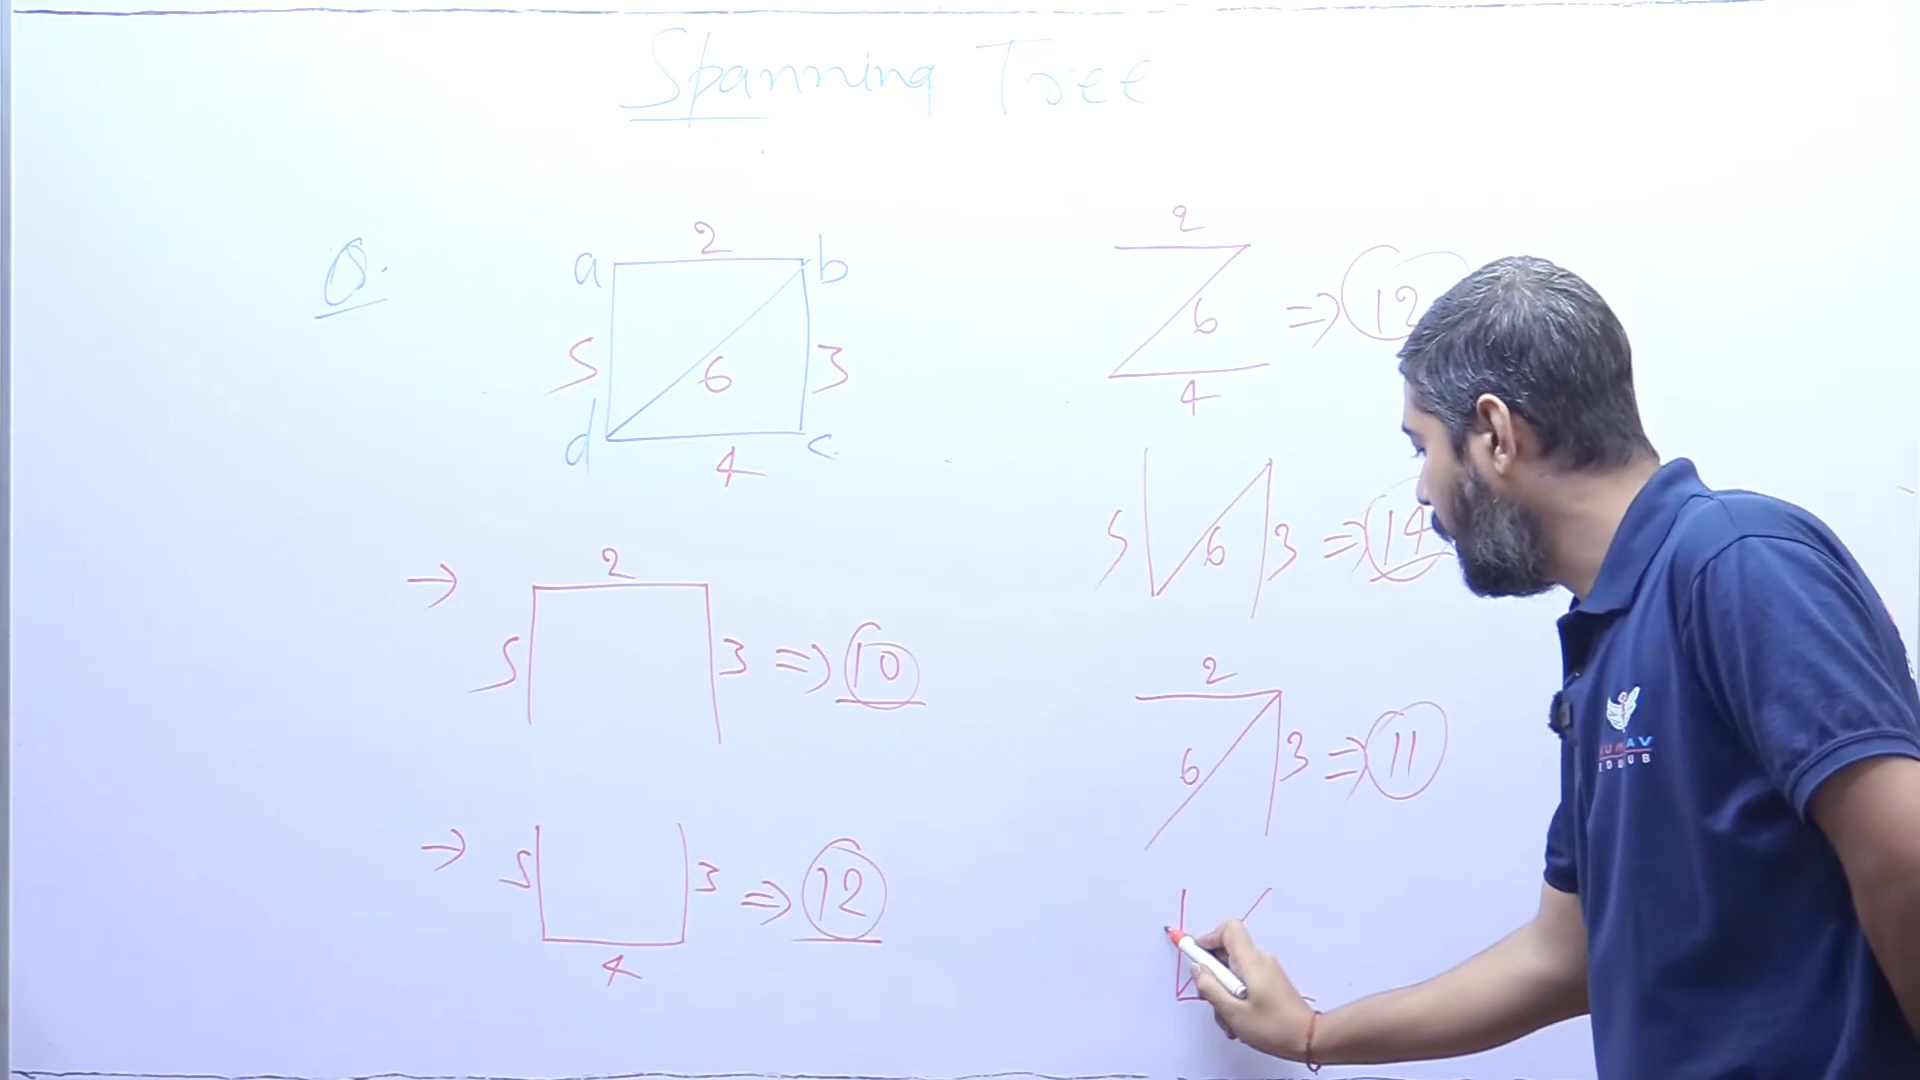 Spanning Tree
Q.
2
a b
5 6 3
d c
4
→ 2
5 3 ⇒ 10
→ 5 3 ⇒ 12
4
2
6 ⇒ 12
4
5 6 3 ⇒ 14
2
6 3 ⇒ 11